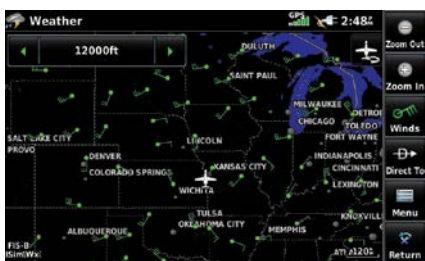 Weather
GPS
2:48
12000ft
Zoom Out
Zoom In
Winds
Direct To
Menu
Return
DULUTH
SAINT PAUL
MILWAUKEE
DETROI
CHICAGO
TOLEDO
FORT WAYNE
SALT LAKE CITY
PROVO
LINCOLN
INDIANAPOLIS
CINCINNATI
DENVER
COLORADO SPRINGS
KANSAS CITY
LEXINGTON
WICHITA
TULSA
OKLAHOMA CITY
KNOXVILL
MEMPHIS
ALBUQUERQUE
FIS-B